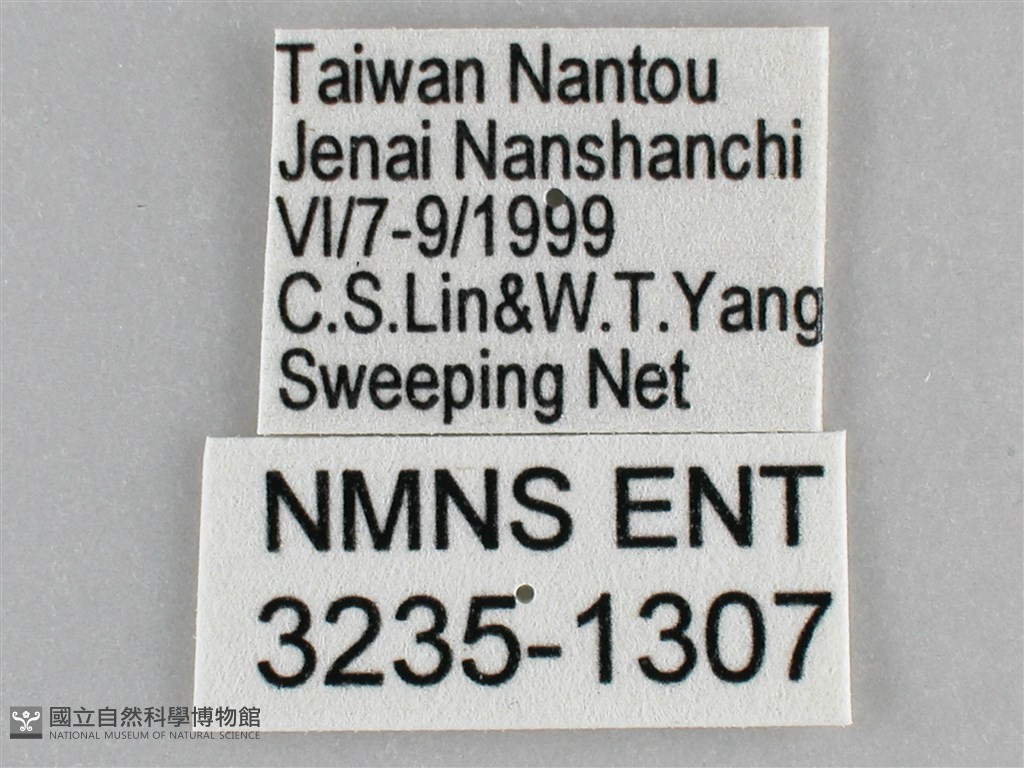 Taiwan Nantou
Jenai Nanshanchi
VI/7-9/1999
C.S.Lin&W.T.Yang
Sweeping Net
NMNS ENT
3235-1307
國立自然科學博物館
NATIONAL MUSEUM OF NATURAL SCIENCE